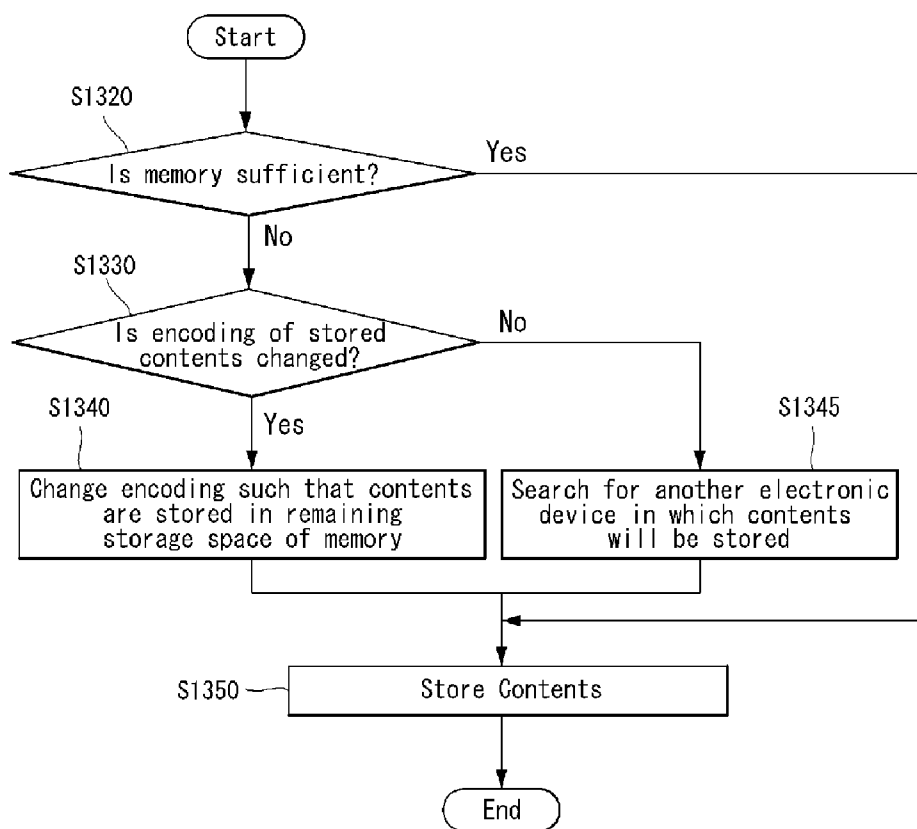 Start
S1320
Is memory sufficient?
Yes
No
S1330
Is encoding of stored
contents changed?
No
Yes
S1340
S1345
Change encoding such that contents
are stored in remaining
storage space of memory
Search for another electronic
device in which contents
will be stored
S1350
Store Contents
End